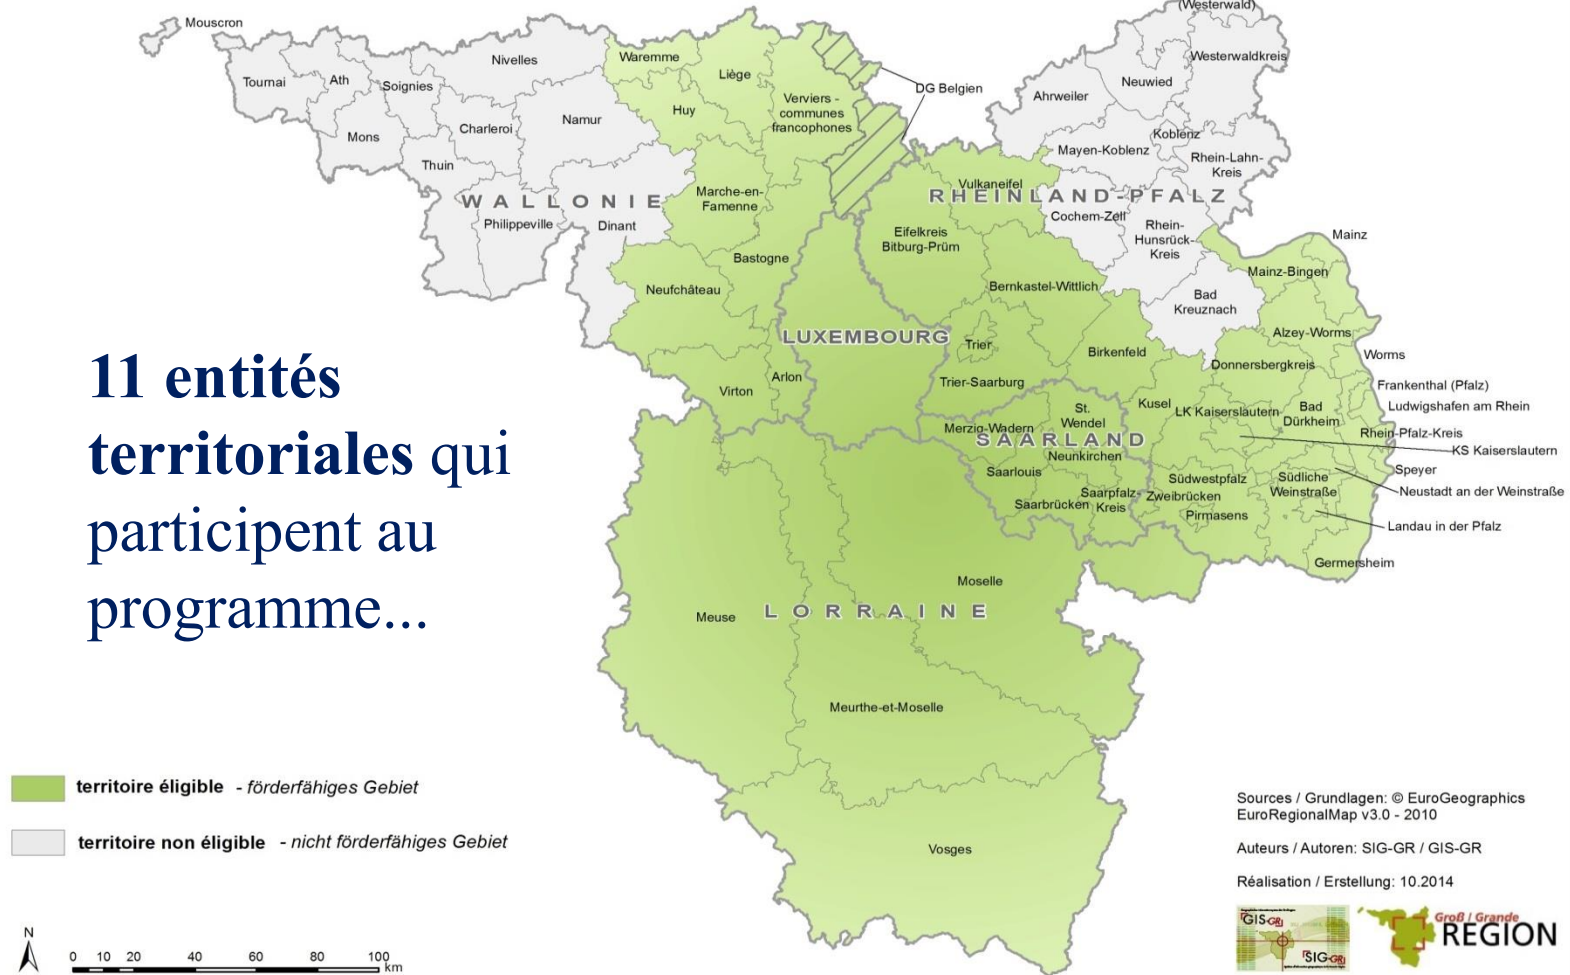 (Westerwald)
Mouscron
Nivelles
Waremme
Westerwaldkreis
Tournai
Ath
Soignies
Liège
Neuwied
DG Belgien
Ahrweiler
Verviers -
communes
francophones
Huy
Namur
Charleroi
Mons
Koblenz
Mayen-Koblenz
Rhein-Lahn-
Kreis
Thuin
Vulkaneifel
WALLONIE
RHEINLAND-PFALZ
Marche-en-
Famenne
Philippeville
Dinant
Cochem-Zell
Rhein-
Hunsrück-
Kreis
Eifelkreis
Bitburg-Prüm
Mainz
Bastogne
Mainz-Bingen
Neufchâteau
Bernkastel-Wittlich
Bad
Kreuznach
LUXEMBOURG
Alzey-Worms
Trier
Birkenfeld
Worms
Donnersbergkreis
Arlon
Virton
Trier-Saarburg
Frankenthal (Pfalz)
Kusel
LK Kaiserslautern
Bad
Dürkheim
Ludwigshafen am Rhein
St.
Wendel
Merzig-Wadern
SAARLAND
Rhein-Pfalz-Kreis
KS Kaiserslautern
Neunkirchen
Saarlouis
Speyer
Südwestpfalz
Südliche
Weinstraße
Neustadt an der Weinstraße
Saarbrücken
Saarpfalz-
Kreis
Zweibrücken
Pirmasens
Landau in der Pfalz
Germersheim
Moselle
Meuse
LORRAINE
Meurthe-et-Moselle
Vosges
11 entités
territoriales qui
participent au
programme...
territoire éligible - förderfähiges Gebiet
territoire non éligible - nicht förderfähiges Gebiet
N
0 10 20 40 60 80 100
km
Sources / Grundlagen: © EuroGeographics
EuroRegionalMap v3.0 - 2010
Auteurs / Autoren: SIG-GR / GIS-GR
Réalisation / Erstellung: 10.2014
GIS-GR
SIG-GR
Groß / Grande
REGION